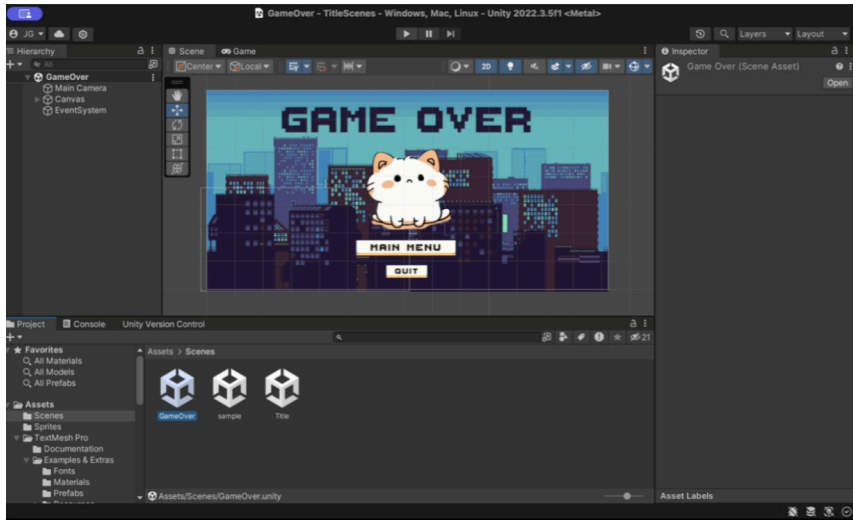 GameOver - TitleScenes - Windows, Mac, Linux - Unity 2022.3.5f1 <Metal>
JG
Layers
Layout
Hierarchy
Scene
Game
Inspector
All
Center
Local
2D
Game Over (Scene Asset)
Open
GameOver
Main Camera
Canvas
EventSystem
GAME OVER
MAIN MENU
QUIT
Project
Console
Unity Version Control
21
Favorites
All Materials
All Models
All Prefabs
Assets
Scenes
Sprites
TextMesh Pro
Documentation
Examples & Extras
Fonts
Materials
Prefabs
Assets > Scenes
GameOver
sample
Title
Assets/Scenes/GameOver.unity
Asset Labels